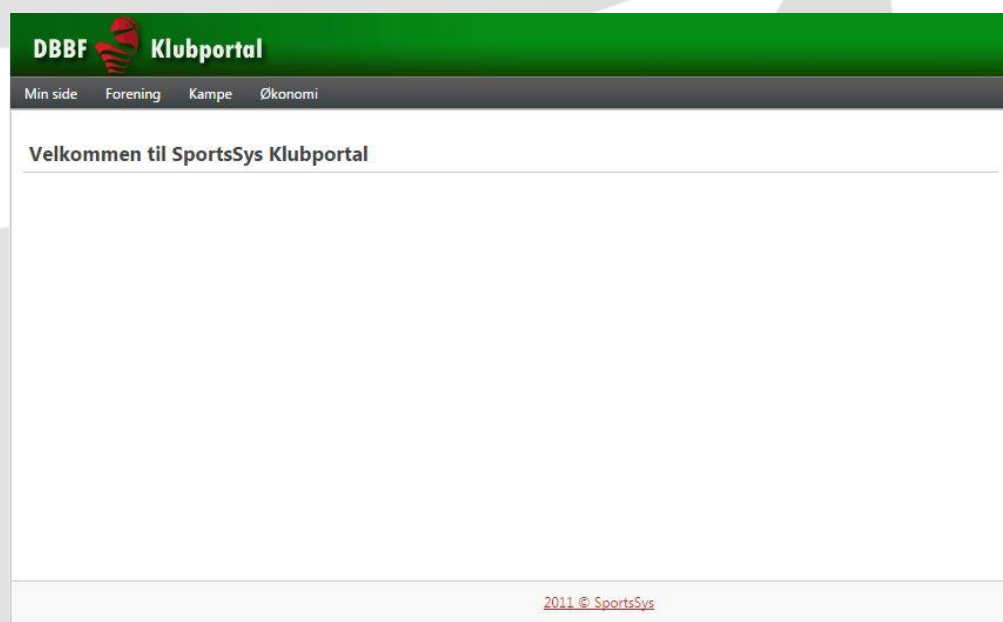 DBBF Klubportal
Min side Forening Kampe Økonomi
Velkommen til SportsSys Klubportal
2011 © SportsSys